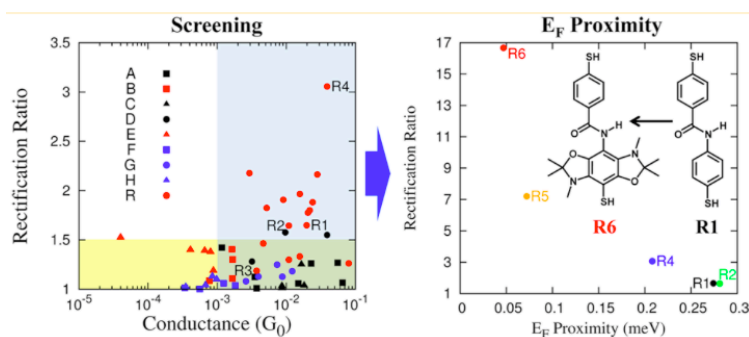 Screening
Rectification Ratio
3.5
3
2.5
2
1.5
1
A
B
C
D
E
F
G
H
R
R4
R2
R1
R3
10⁻⁵
10⁻⁴
10⁻³
10⁻²
10⁻¹
Conductance (G₀)
E_F Proximity
Rectification Ratio
17
15
13
11
9
7
5
3
1
R6
R5
R4
R1
R2
SH
O
N
H
N
O
O
N
SH
R6
SH
O
N
H
SH
R1
0
0.05
0.1
0.15
0.2
0.25
0.3
E_F Proximity (meV)